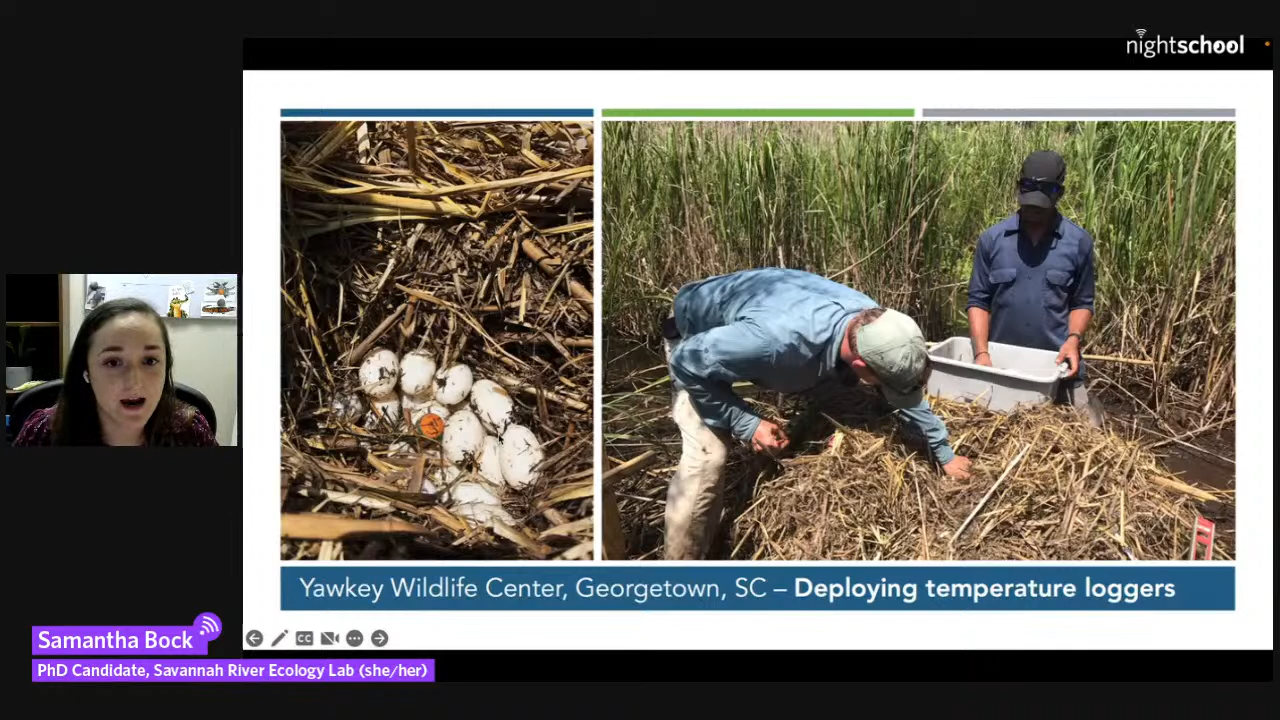 nightschool
Yawkey Wildlife Center, Georgetown, SC – Deploying temperature loggers
CC
Samantha Bock
PhD Candidate, Savannah River Ecology Lab (she/her)